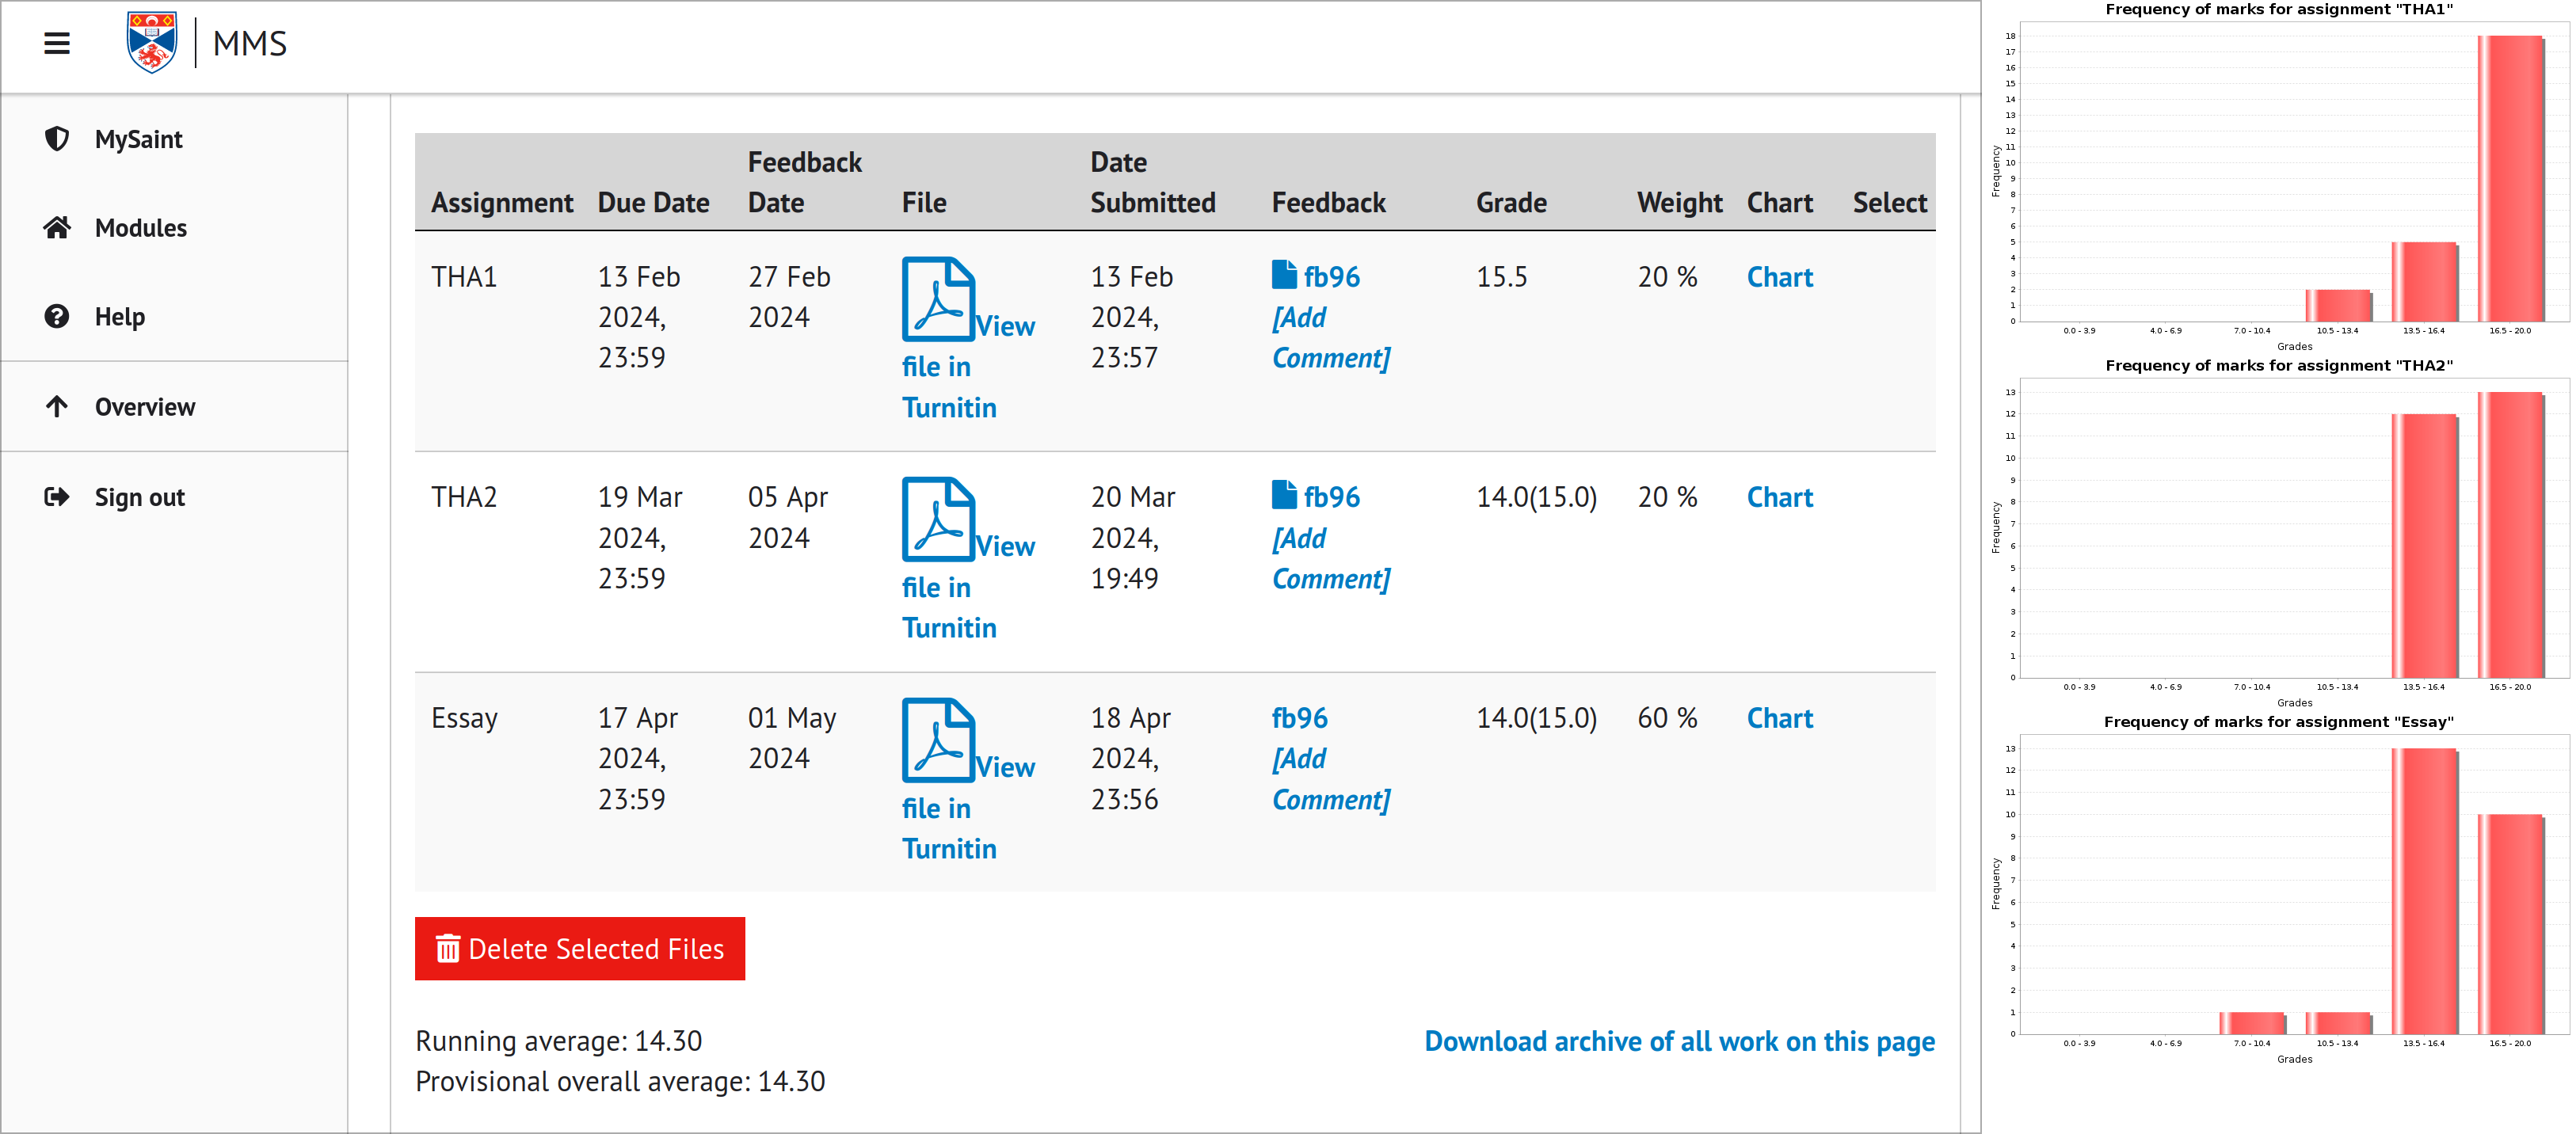 MMS
MySaint
Modules
Help
Overview
Sign out
Assignment Due Date Feedback Date File Date Submitted Feedback Grade Weight Chart Select
THA1 13 Feb 27 Feb 13 Feb fb96 15.5 20 % Chart
2024, 2024 View 2024, [Add
23:59 file in 23:57 Comment]
Turnitin
THA2 19 Mar 05 Apr 20 Mar fb96 14.0(15.0) 20 % Chart
2024, 2024 View 2024, [Add
23:59 file in 19:49 Comment]
Turnitin
Essay 17 Apr 01 May 18 Apr fb96 14.0(15.0) 60 % Chart
2024, 2024 View 2024, [Add
23:59 file in 23:56 Comment]
Turnitin
Delete Selected Files
Running average: 14.30
Provisional overall average: 14.30
Download archive of all work on this page
Frequency of marks for assignment "THA1"
Frequency
18
17
16
15
14
13
12
11
10
9
8
7
6
5
4
3
2
1
0
0.0 - 3.9 4.0 - 6.9 7.0 - 10.4 10.5 - 13.4 13.5 - 16.4 16.5 - 20.0
Grades
Frequency of marks for assignment "THA2"
Frequency
13
12
11
10
9
8
7
6
5
4
3
2
1
0
0.0 - 3.9 4.0 - 6.9 7.0 - 10.4 10.5 - 13.4 13.5 - 16.4 16.5 - 20.0
Grades
Frequency of marks for assignment "Essay"
Frequency
13
12
11
10
9
8
7
6
5
4
3
2
1
0
0.0 - 3.9 4.0 - 6.9 7.0 - 10.4 10.5 - 13.4 13.5 - 16.4 16.5 - 20.0
Grades